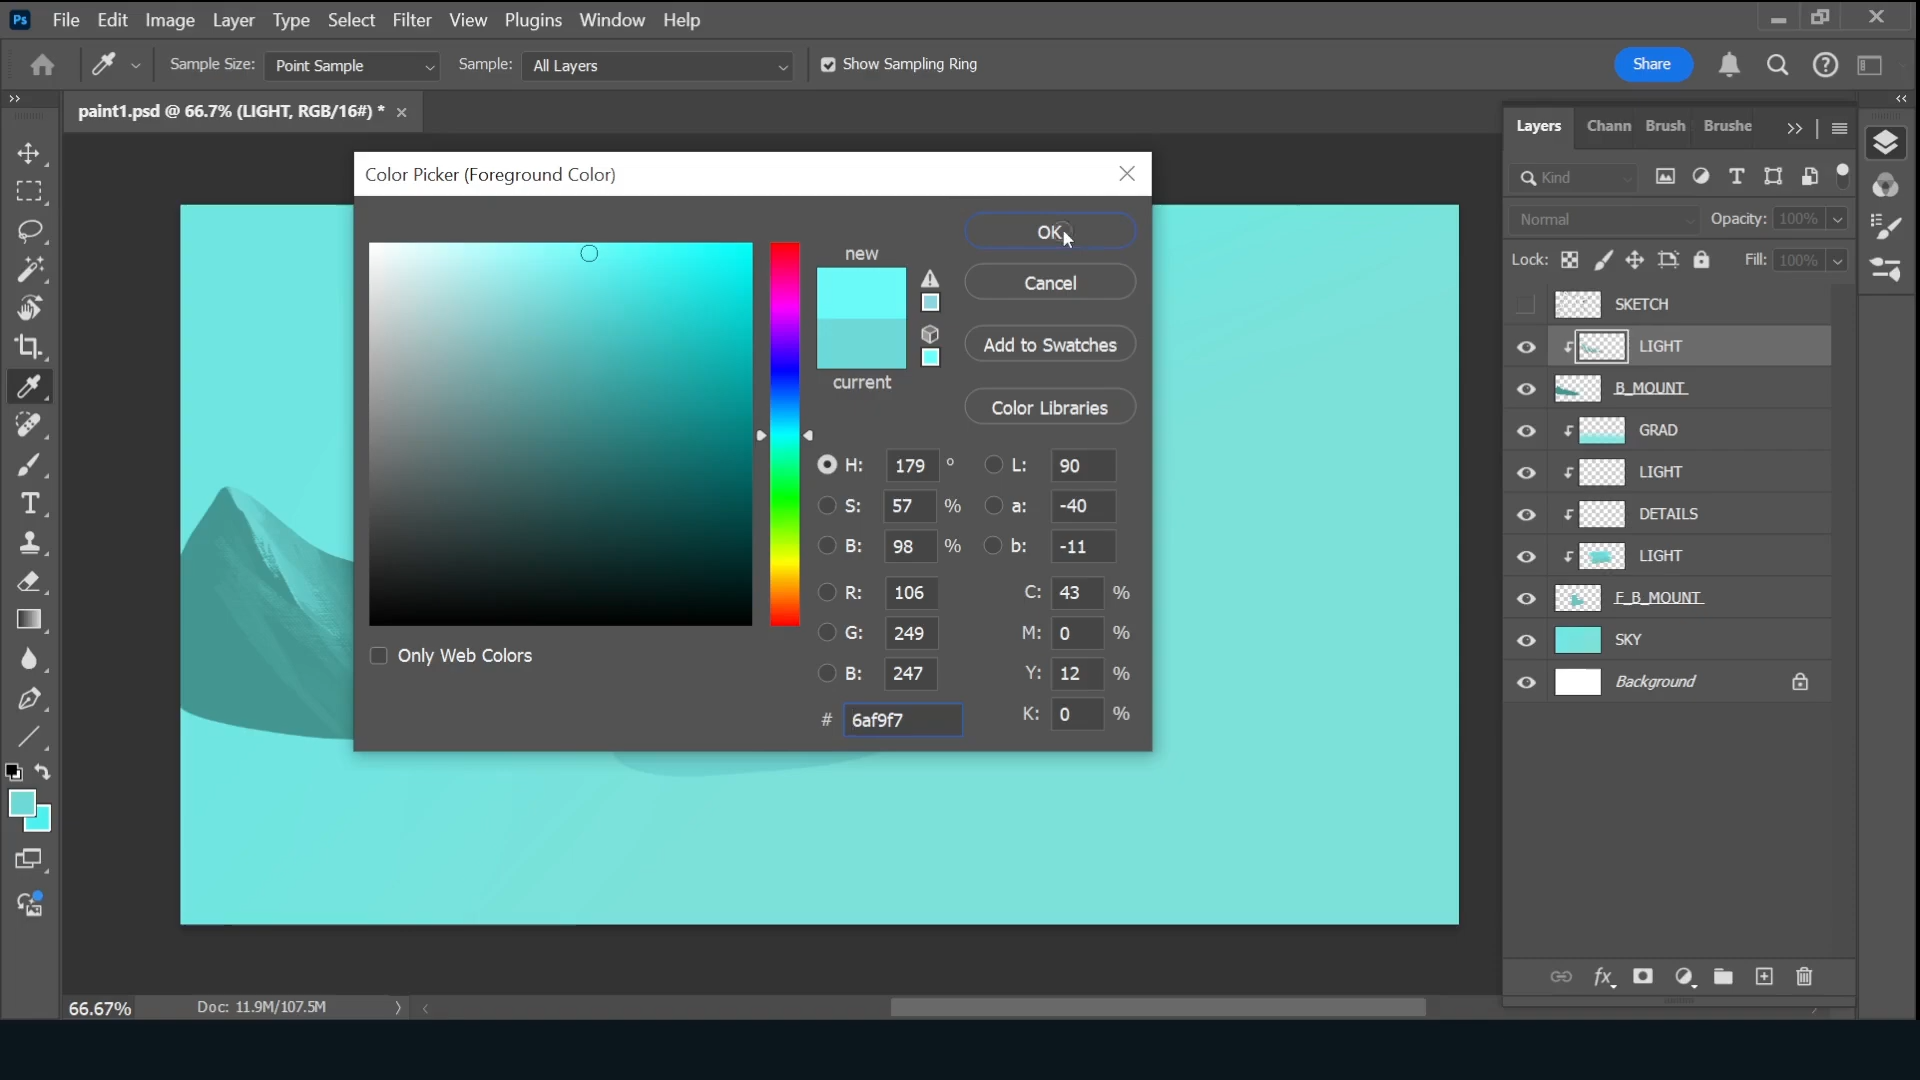 Ps File Edit Image Layer Type Select Filter View Plugins Window Help
Sample Size: Point Sample Sample: All Layers Show Sampling Ring Share
paint1.psd @ 66.7% (LIGHT, RGB/16#) *
Color Picker (Foreground Color)
new
current
OK
Cancel
Add to Swatches
Color Libraries
H: 179 ° L: 90
S: 57 % a: -40
B: 98 % b: -11
R: 106 C: 43 %
G: 249 M: 0 %
B: 247 Y: 12 %
# 6af9f7 K: 0 %
Only Web Colors
Layers Chann Brush Brushe
Kind
Normal Opacity: 100%
Lock: Fill: 100%
SKETCH
LIGHT
B_MOUNT
GRAD
LIGHT
DETAILS
LIGHT
F_B_MOUNT
SKY
Background
fx
66.67% Doc: 11.9M/107.5M